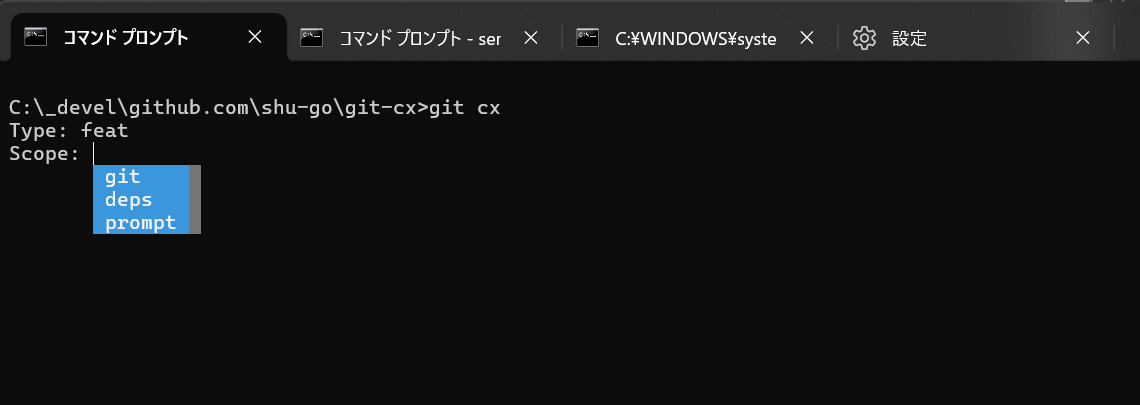 コマンド プロンプト
コマンド プロンプト - ser
C:¥WINDOWS¥syste
設定
C:\_devel\github.com\shu-go\git-cx>git cx
Type: feat
Scope:
git
deps
prompt